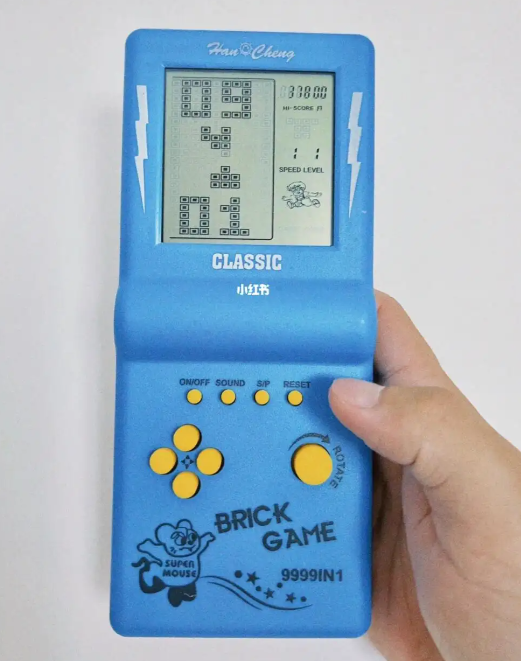 Han Cheng
37800
HI-SCORE
1 1
SPEED LEVEL
CLASSIC
小红书
ON/OFF SOUND S/P RESET
ROTATE
BRICK
GAME
SUPER
MOUSE
9999IN1